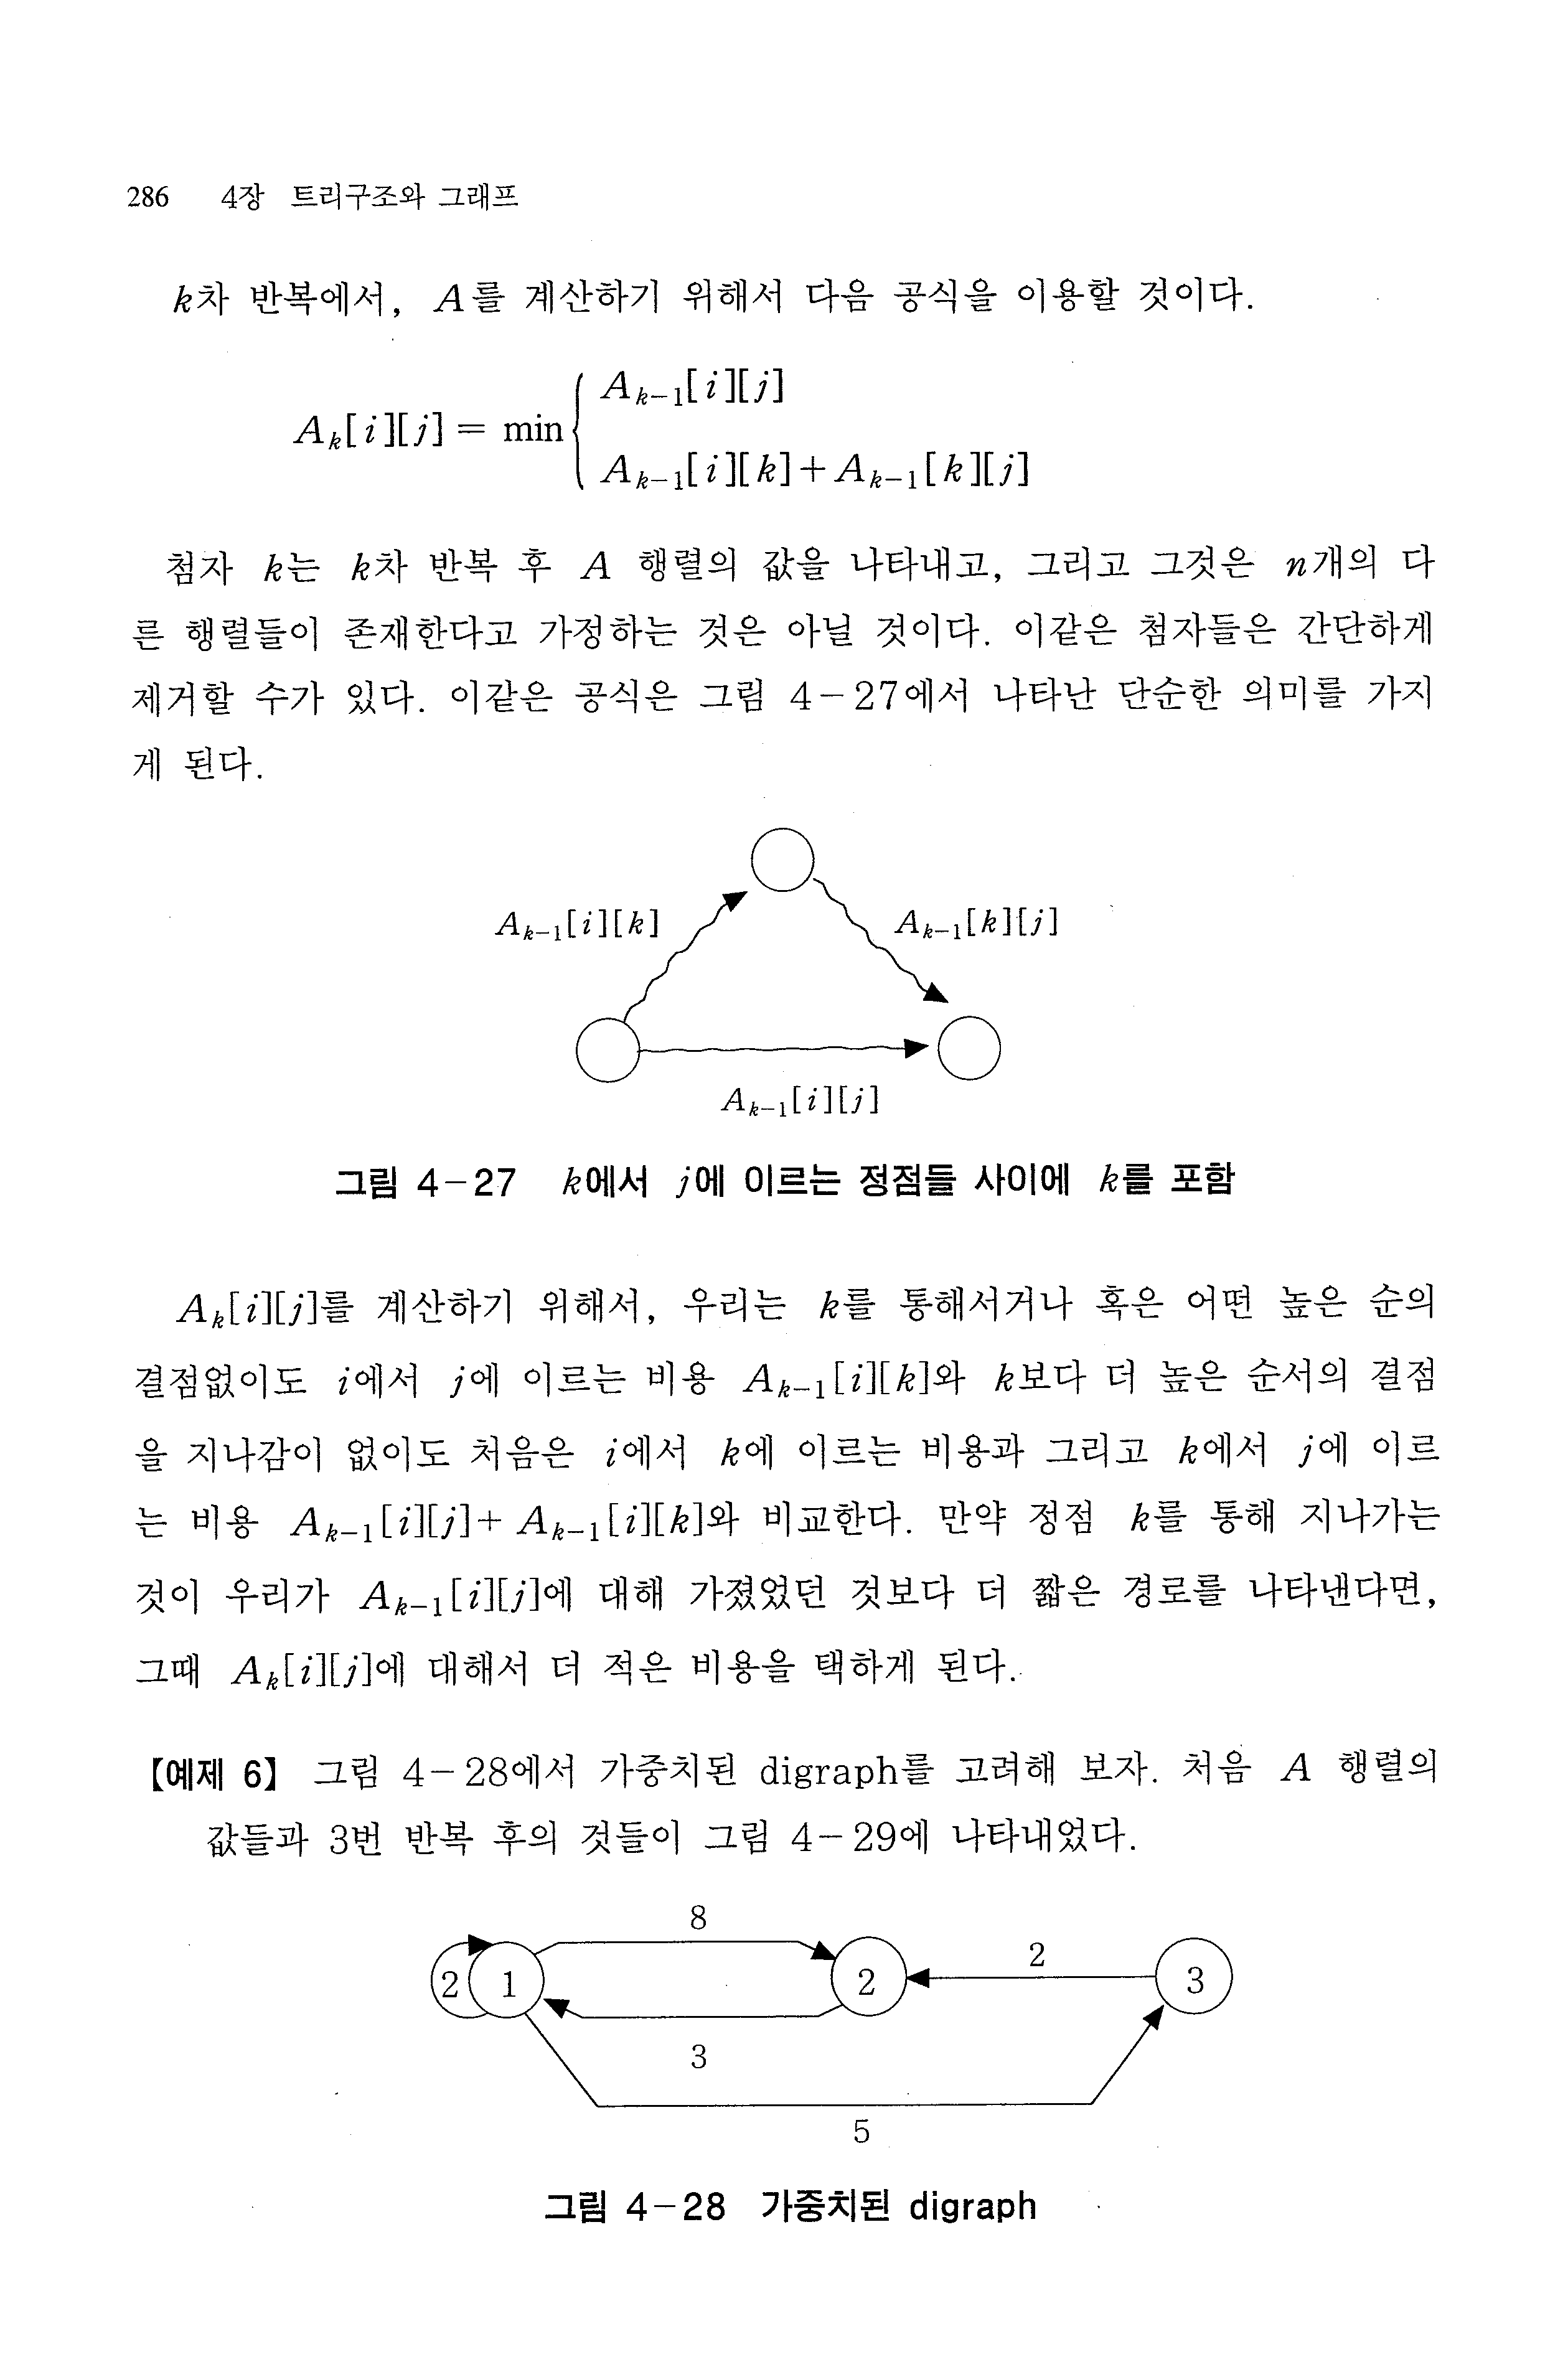 286 4장 트리구조와 그래프
k차 반복에서, A를 계산하기 위해서 다음 공식을 이용할 것이다.
A_{k-1}[i][j]
A_k[i][j] = min{
A_{k-1}[i][k]+A_{k-1}[k][j]
첨자 k는 k차 반복 후 A 행렬의 값을 나타내고, 그리고 그것은 n개의 다
른 행렬들이 존재한다고 가정하는 것은 아닐 것이다. 이같은 첨자들은 간단하게
제거할 수가 있다. 이같은 공식은 그림 4-27에서 나타난 단순한 의미를 가지
게 된다.
A_{k-1}[i][k] A_{k-1}[k][j]
A_{k-1}[i][j]
그림 4-27 k에서 j에 이르는 정점들 사이에 k를 포함
A_k[i][j]를 계산하기 위해서, 우리는 k를 통해서거나 혹은 어떤 높은 순의
결점없이도 i에서 j에 이르는 비용 A_{k-1}[i][k]와 k보다 더 높은 순서의 결점
을 지나감이 없이도 처음은 i에서 k에 이르는 비용과 그리고 k에서 j에 이르
는 비용 A_{k-1}[i][j]+ A_{k-1}[i][k]와 비교한다. 만약 정점 k를 통해 지나가는
것이 우리가 A_{k-1}[i][j]에 대해 가졌었던 것보다 더 짧은 경로를 나타낸다면,
그때 A_k[i][j]에 대해서 더 적은 비용을 택하게 된다.
【예제 6】 그림 4-28에서 가중치된 digraph를 고려해 보자. 처음 A 행렬의
값들과 3번 반복 후의 것들이 그림 4-29에 나타내었다.
8
2
2 1 2 3
3
5
그림 4-28 가중치된 digraph